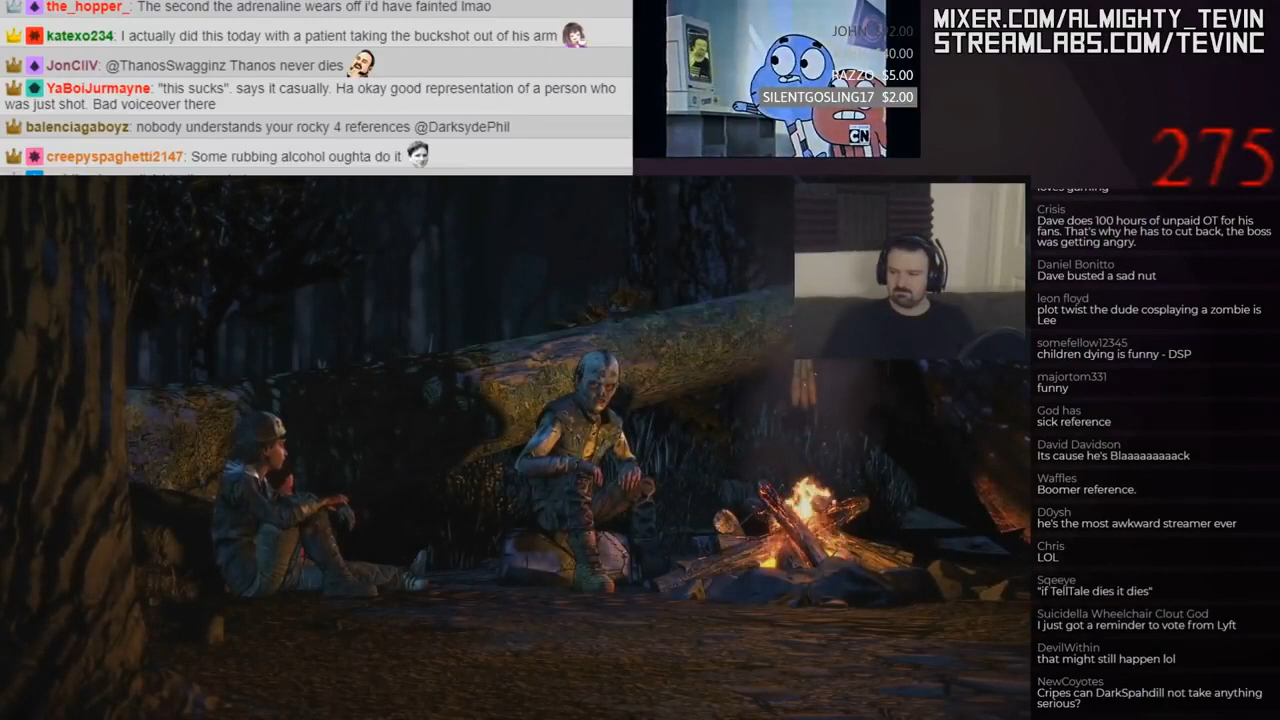 the_hopper_: The second the adrenaline wears off i'd have fainted lmao
katexo234: I actually did this today with a patient taking the buckshot out of his arm
JonCIIV: @ThanosSwigginz Thanos never dies
YaBoiJurmayne: "this sucks". says it casually. Ha okay good representation of a person who
was just shot. Bad voiceover there
balenciagaboyz: nobody understands your rocky 4 references @DarksydePhil
creepyspaghetti2147: Some rubbing alcohol oughta do it
RAZZO $5.00
SILENTGOSLING17 $2.00
CN
MIXER.COM/ALMIGHTY_TEVIN
STREAMLABS.COM/TEVINC
275
loves gaming
Crisis
Dave does 100 hours of unpaid OT for his
fans. That's why he has to cut back, the boss
was getting angry.
Daniel Bonitto
Dave busted a sad nut
leon floyd
plot twist the dude cosplaying a zombie is
Lee
somefellow12345
children dying is funny - DSP
majortom331
funny
God has
sick reference
David Davidson
Its cause he's Blaaaaaaaaack
Waffles
Boomer reference.
D0ysh
he's the most awkward streamer ever
Chris
LOL
Sqeeye
"if TellTale dies it dies"
Suicidella Wheelchair Clout God
I just got a reminder to vote from Lyft
DevilWithin
that might still happen lol
NewCoyotes
Cripes can DarkSpahdill not take anything
serious?